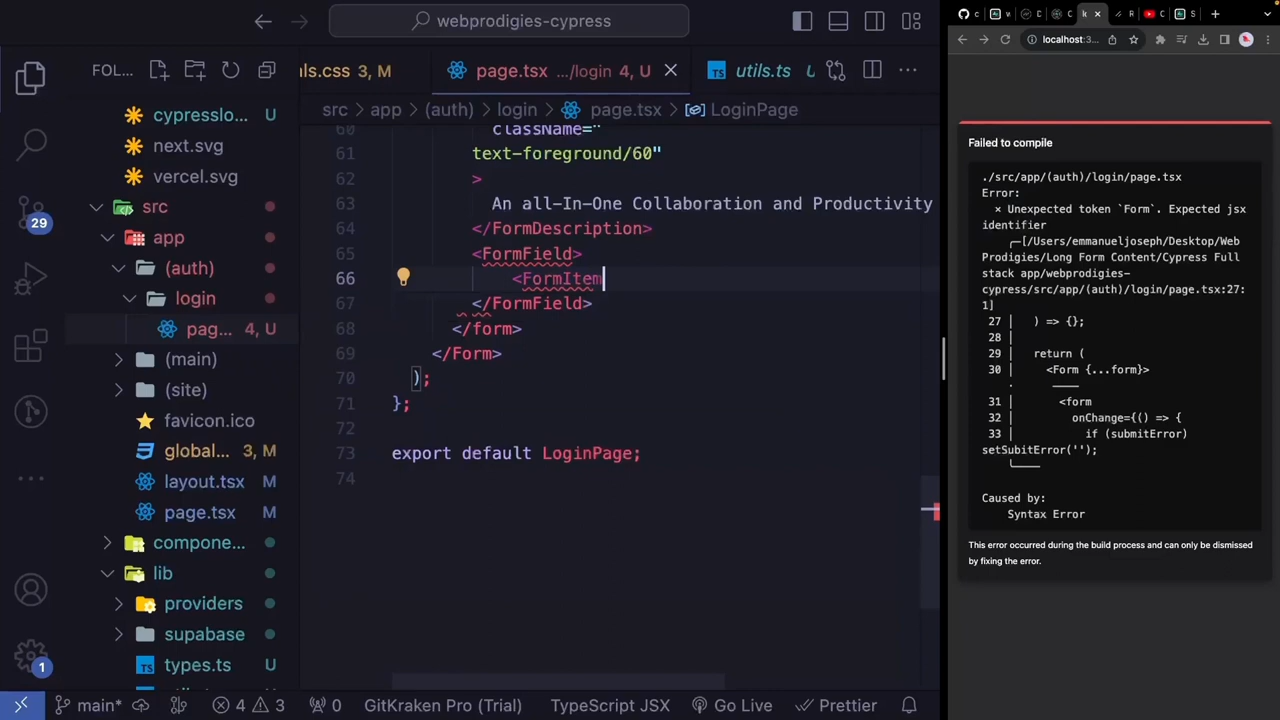 webprodigies-cypress
FOL...
ls.css 3, M
page.tsx .../login 4, U
utils.ts U
src app (auth) login page.tsx LoginPage
cypresslo... U
next.svg
vercel.svg
src
app
(auth)
login
pag... 4, U
(main)
(site)
favicon.ico
global... 3, M
layout.tsx M
page.tsx M
compone...
lib
providers
supabase
types.ts U
29
1
60 className="
61 text-foreground/60"
62 >
63 An all-In-One Collaboration and Productivity
64 </FormDescription>
65 <FormField>
66 <FormItem
67 </FormField>
68 </form>
69 </Form>
70 );
71 };
72
73 export default LoginPage;
74
main* 4 3 0 GitKraken Pro (Trial) TypeScript JSX Go Live Prettier
localhost:3...
Failed to compile
./src/app/(auth)/login/page.tsx
Error:
× Unexpected token `Form`. Expected jsx
identifier
╭─[/Users/emmanueljoseph/Desktop/Web
Prodigies/Long Form Content/Cypress Full
stack app/webprodigies-
cypress/src/app/(auth)/login/page.tsx:27:
1]
27 │ ) => {};
28 │
29 │ return (
30 │ <Form {...form}>
· ────
31 │ <form
32 │ onChange={() => {
33 │ if (submitError)
setSubitError('');
╰────
Caused by:
Syntax Error
This error occurred during the build process and can only be dismissed
by fixing the error.